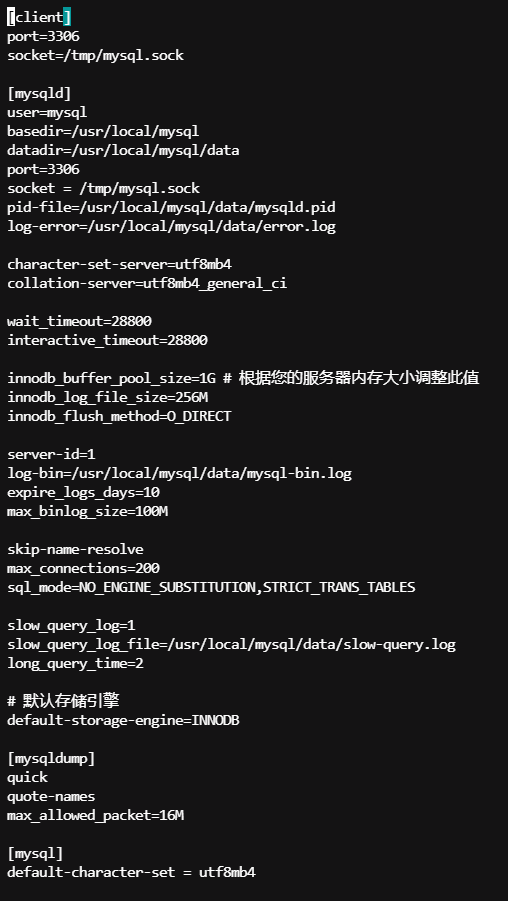 [client]
port=3306
socket=/tmp/mysql.sock
[mysqld]
user=mysql
basedir=/usr/local/mysql
datadir=/usr/local/mysql/data
port=3306
socket = /tmp/mysql.sock
pid-file=/usr/local/mysql/data/mysqld.pid
log-error=/usr/local/mysql/data/error.log
character-set-server=utf8mb4
collation-server=utf8mb4_general_ci
wait_timeout=28800
interactive_timeout=28800
innodb_buffer_pool_size=1G # 根据您的服务器内存大小调整此值
innodb_log_file_size=256M
innodb_flush_method=O_DIRECT
server-id=1
log-bin=/usr/local/mysql/data/mysql-bin.log
expire_logs_days=10
max_binlog_size=100M
skip-name-resolve
max_connections=200
sql_mode=NO_ENGINE_SUBSTITUTION,STRICT_TRANS_TABLES
slow_query_log=1
slow_query_log_file=/usr/local/mysql/data/slow-query.log
long_query_time=2
# 默认存储引擎
default-storage-engine=INNODB
[mysqldump]
quick
quote-names
max_allowed_packet=16M
[mysql]
default-character-set = utf8mb4